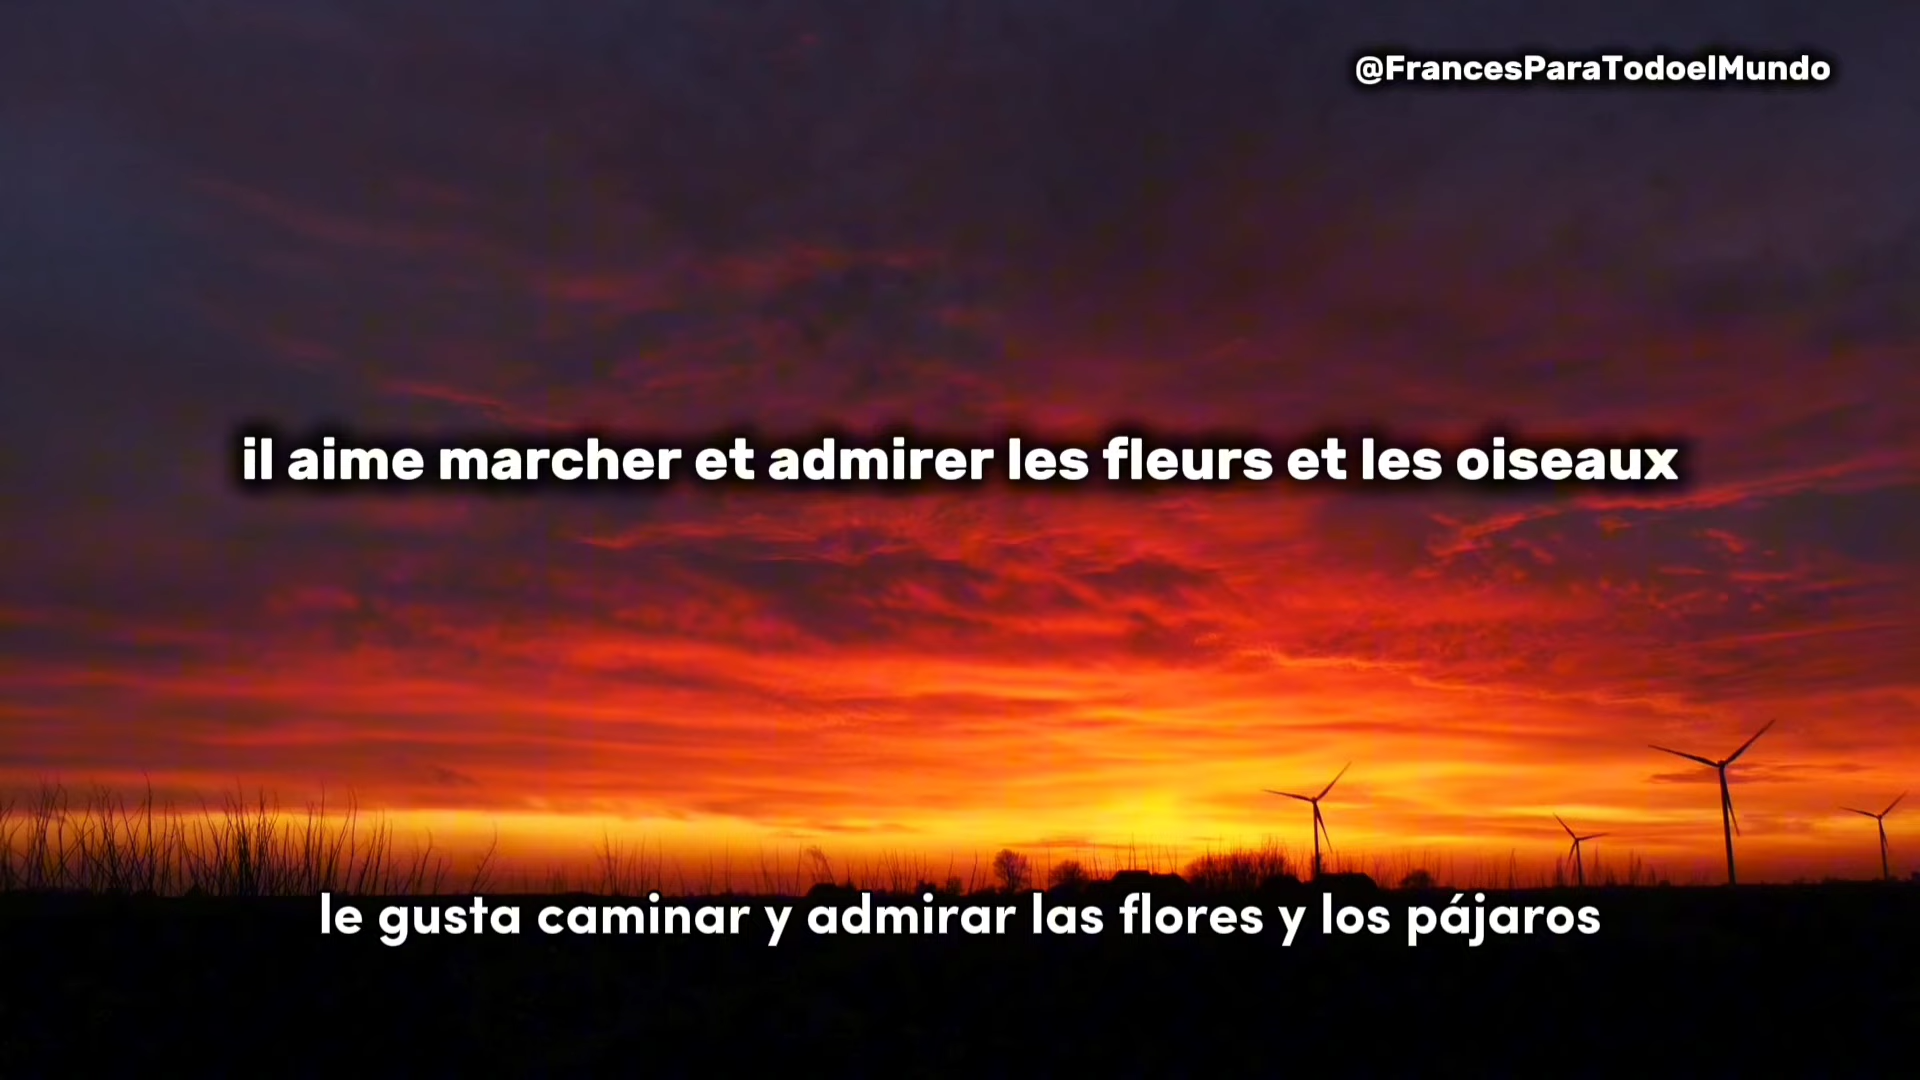 @FrancesParaTodoelMundo
il aime marcher et admirer les fleurs et les oiseaux
le gusta caminar y admirar las flores y los pájaros